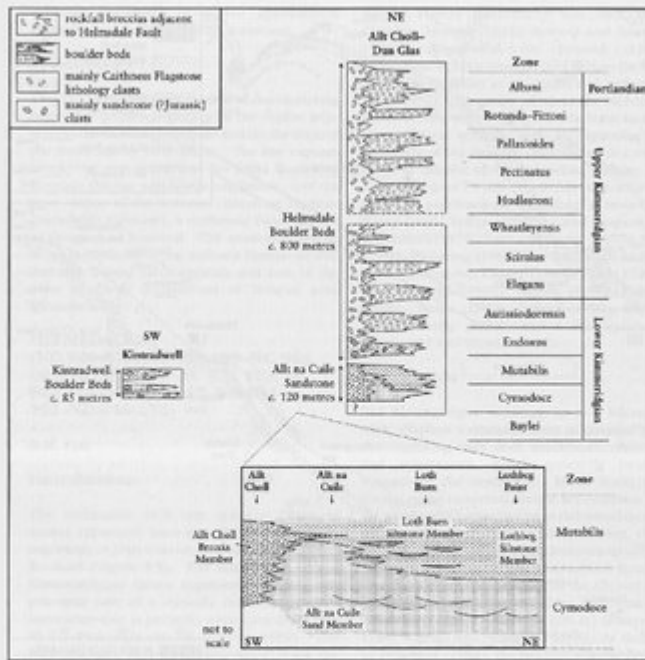 rockfall breccias adjacent
to Helmsdale Fault
boulder beds
mainly Caithness Flagstone
lithology clasts
mainly sandstone (?Jurassic)
clasts
NE
Allt Choll–
Dun Glas
Zone
Albani
Portlandian
Rotunda-Fittoni
Pallasioides
Pectinatus
Hudlestoni
Wheatleyensis
Scitulus
Elegans
Upper Kimmeridgian
Autissiodorensis
Eudoxus
Mutabilis
Cymodoce
Baylei
Lower Kimmeridgian
Helmsdale
Boulder Beds
c. 800 metres
SW
Kintradwell
Kintradwell
Boulder Beds
c. 85 metres
Allt na Cuile
Sandstone
c. 120 metres
?
Allt
Choll
Allt na
Cuile
Loth
Burn
Lothbeg
Point
Zone
Allt Choll
Breccia
Member
Loth Burn
Siltstone Member
Lothbeg
Siltstone
Member
Mutabilis
Cymodoce
Allt na Cuile
Sand Member
not to
scale
SW
NE